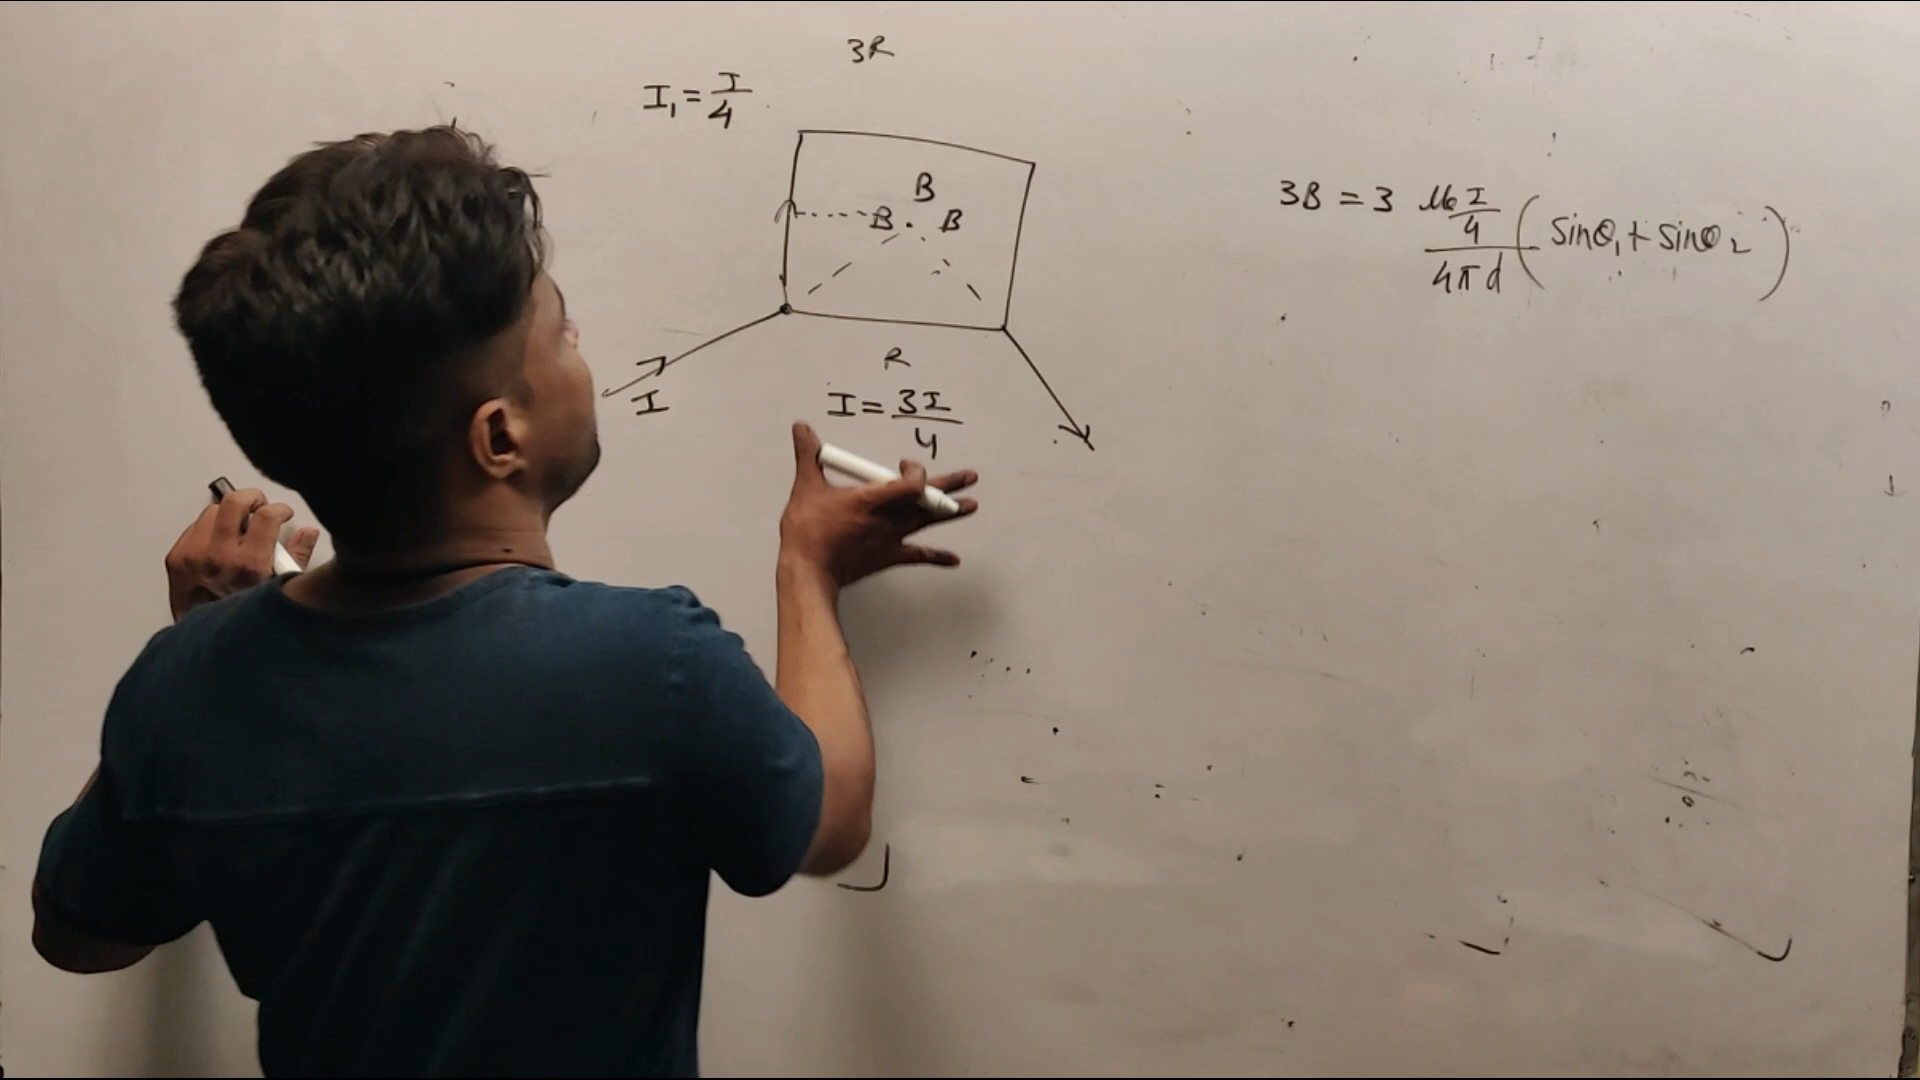 3R
I₁ = I/4
B
B . B
I
R
I = 3I/4
3B = 3 μ₀ I/4 / 4πd (sinθ₁ + sinθ₂)